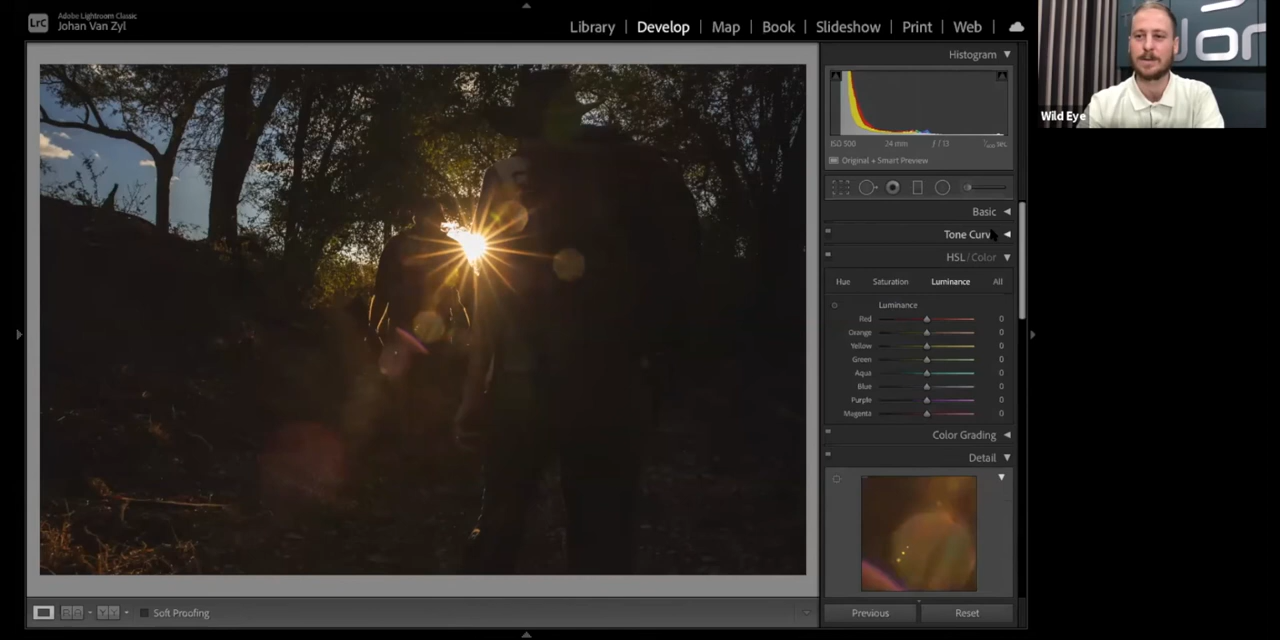 LrC
Adobe Lightroom Classic
Johan Van Zyl
Library | Develop | Map | Book | Slideshow | Print | Web
Histogram
ISO 500 24 mm f / 13
Original + Smart Preview
Basic
Tone Curv
HSL / Color
Hue Saturation Luminance All
Luminance
Red 0
Orange 0
Yellow 0
Green 0
Aqua 0
Blue 0
Purple 0
Magenta 0
Color Grading
Detail
Previous Reset
Soft Proofing
Wild Eye